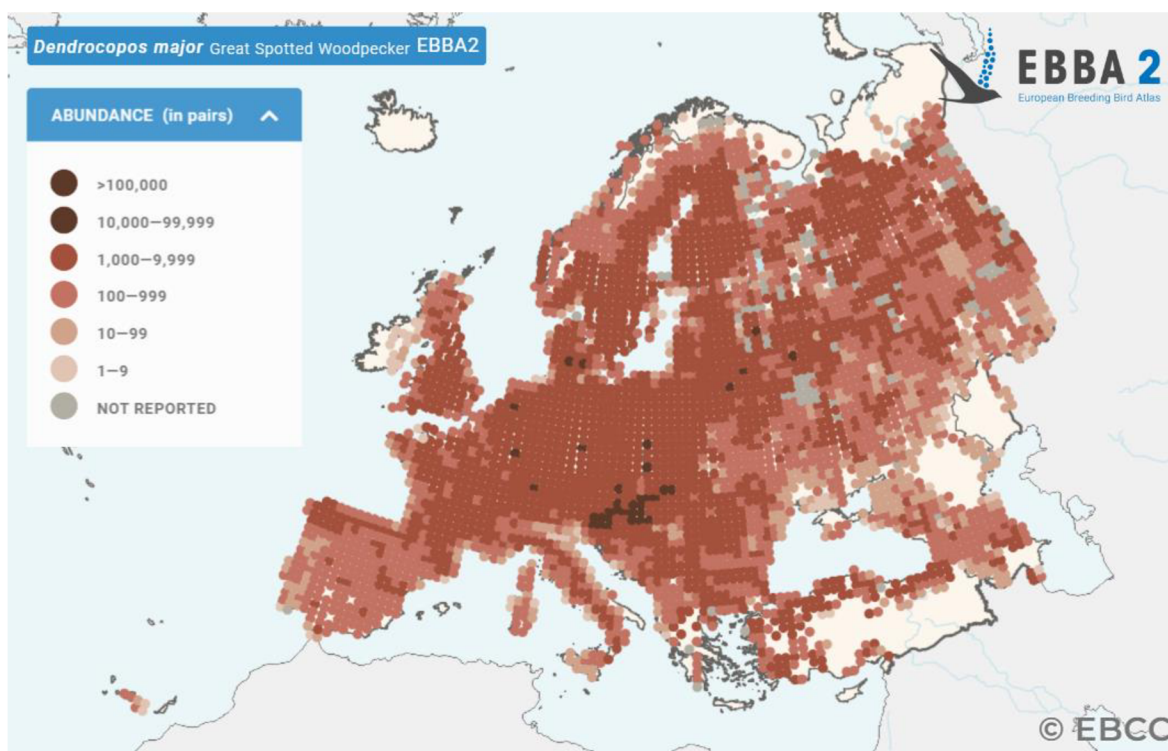 Dendrocopos major Great Spotted Woodpecker EBBA2
EBBA 2
European Breeding Bird Atlas
ABUNDANCE (in pairs)
>100,000
10,000–99,999
1,000–9,999
100–999
10–99
1–9
NOT REPORTED
© EBCC